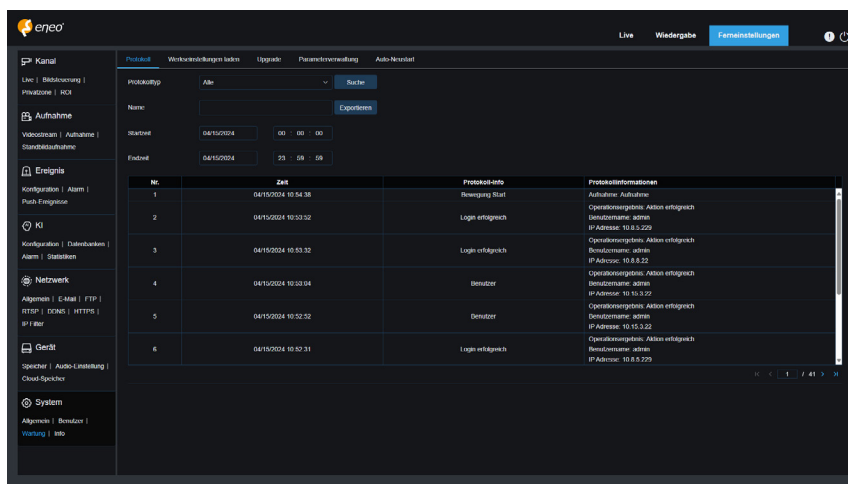 eneo
Live Wiedergabe Ferneinstellungen
Kanal
Live | Bildsteuerung |
Privatzone | ROI
Aufnahme
Videostream | Aufnahme |
Standbildaufnahme
Ereignis
Konfiguration | Alarm |
Push-Ereignisse
KI
Konfiguration | Datenbanken |
Alarm | Statistiken
Netzwerk
Allgemein | E-Mail | FTP |
RTSP | DDNS | HTTPS |
IP Filter
Gerät
Speicher | Audio-Einstellung |
Cloud-Speicher
System
Allgemein | Benutzer |
Wartung | Info
Protokoll Werkseinstellungen laden Upgrade Parameterverwaltung Auto-Neustart
Protokolltyp Alle Suche
Name Exportieren
Startzeit 04/15/2024 00 : 00 : 00
Endzeit 04/15/2024 23 : 59 : 59
Nr. Zeit Protokoll-Info Protokollinformationen
1 04/15/2024 10:54:38 Bewegung Start Aufnahme: Aufnahme
2 04/15/2024 10:53:52 Login erfolgreich Operationsergebnis: Aktion erfolgreich
Benutzername: admin
IP Adresse: 10.8.5.229
3 04/15/2024 10:53:32 Login erfolgreich Operationsergebnis: Aktion erfolgreich
Benutzername: admin
IP Adresse: 10.8.8.22
4 04/15/2024 10:53:04 Benutzer Operationsergebnis: Aktion erfolgreich
Benutzername: admin
IP Adresse: 10.15.3.22
5 04/15/2024 10:52:52 Benutzer Operationsergebnis: Aktion erfolgreich
Benutzername: admin
IP Adresse: 10.15.3.22
6 04/15/2024 10:52:31 Login erfolgreich Operationsergebnis: Aktion erfolgreich
Benutzername: admin
IP Adresse: 10.8.5.229
1 / 41